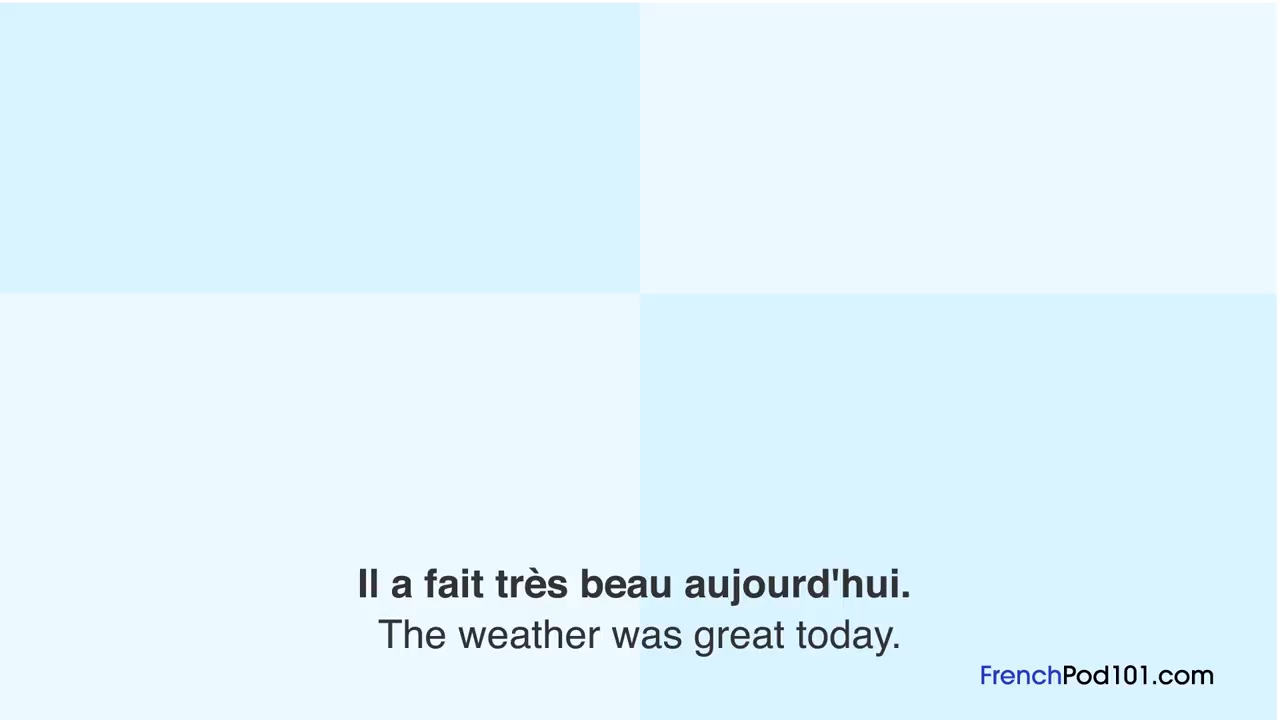 Il a fait très beau aujourd'hui.
The weather was great today.
FrenchPod101.com